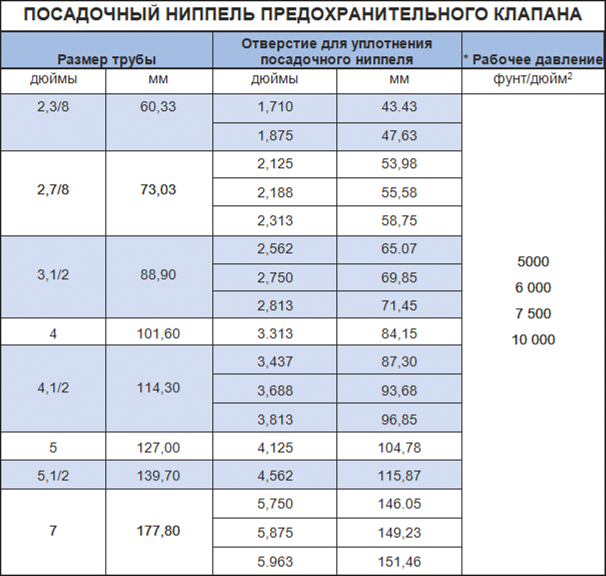 ПОСАДОЧНЫЙ НИППЕЛЬ ПРЕДОХРАНИТЕЛЬНОГО КЛАПАНА
Размер трубы Отверстие для уплотнения посадочного ниппеля * Рабочее давление
дюймы мм дюймы мм фунт/дюйм²
2,3/8 60,33 1,710 43.43
1,875 47,63
2,7/8 73,03 2,125 53,98
2,188 55,58
2,313 58,75
3,1/2 88,90 2,562 65.07
2,750 69,85
2,813 71,45
4 101,60 3.313 84,15
4,1/2 114,30 3,437 87,30
3,688 93,68
3,813 96,85
5 127,00 4,125 104,78
5,1/2 139,70 4,562 115,87
7 177,80 5,750 146.05
5,875 149,23
5.963 151,46
5000
6 000
7 500
10 000